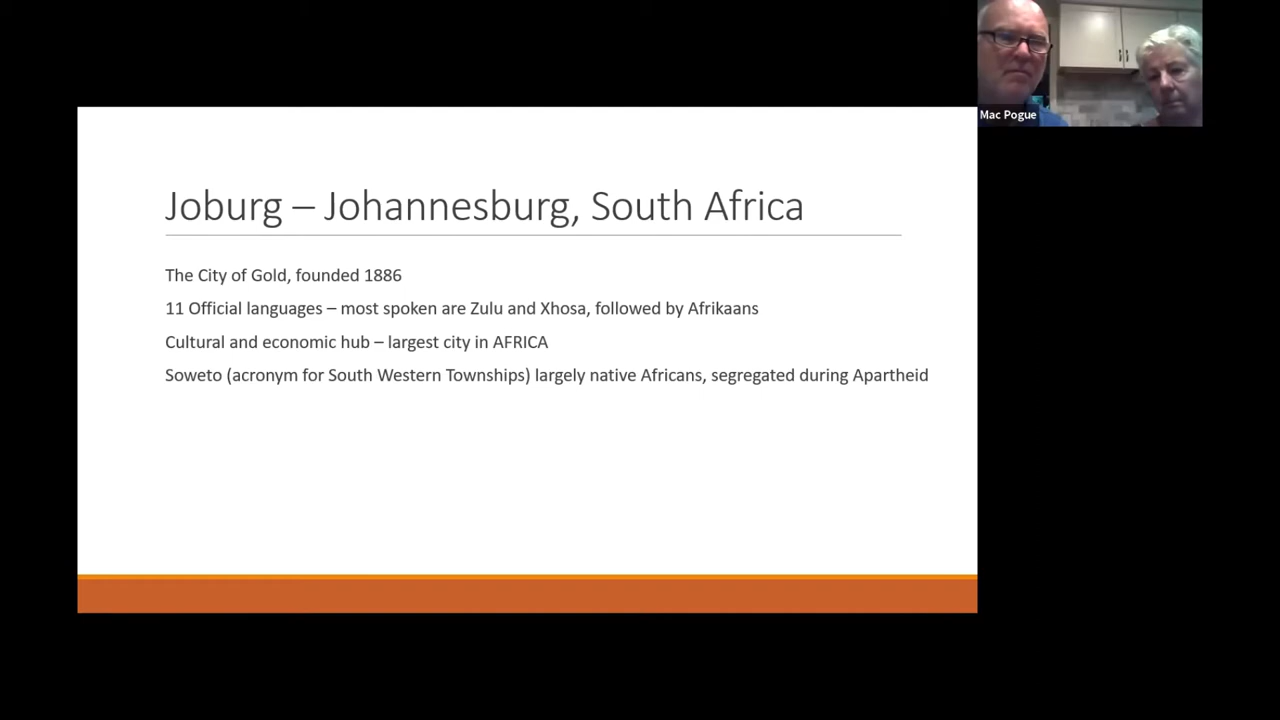 Joburg – Johannesburg, South Africa
The City of Gold, founded 1886
11 Official languages – most spoken are Zulu and Xhosa, followed by Afrikaans
Cultural and economic hub – largest city in AFRICA
Soweto (acronym for South Western Townships) largely native Africans, segregated during Apartheid
Mac Pogue